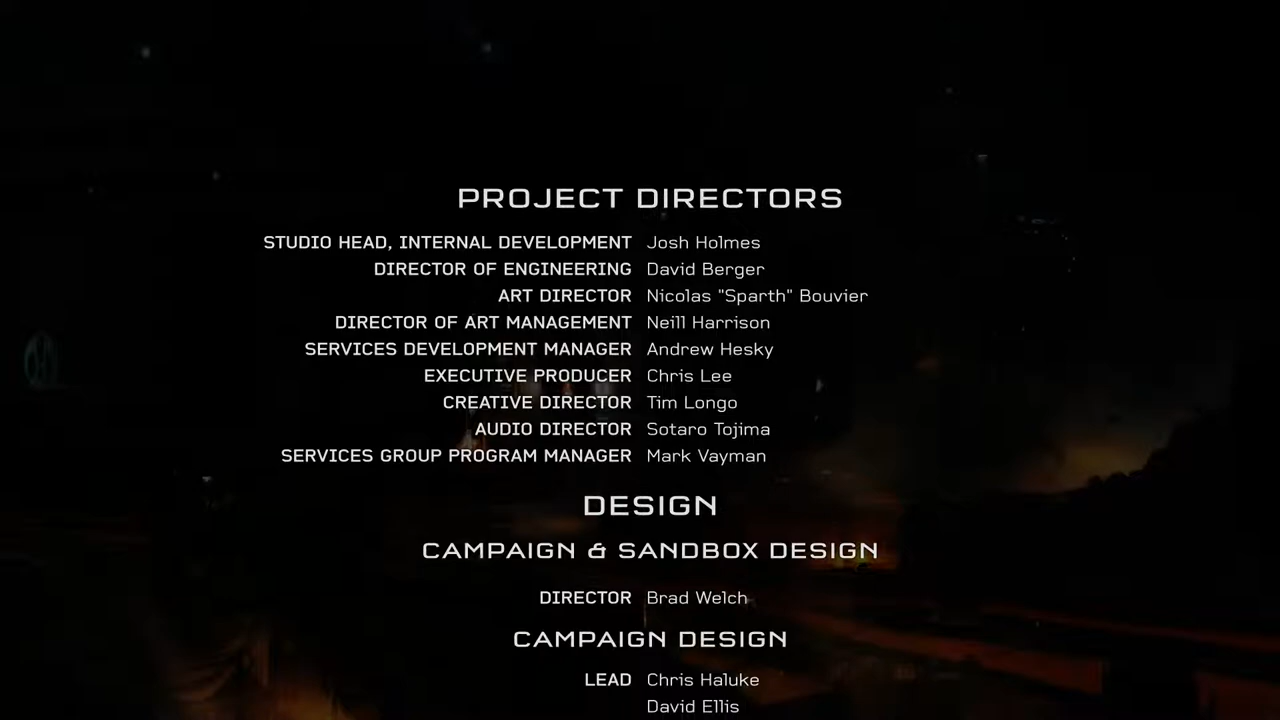 PROJECT DIRECTORS
STUDIO HEAD, INTERNAL DEVELOPMENT Josh Holmes
DIRECTOR OF ENGINEERING David Berger
ART DIRECTOR Nicolas "Sparth" Bouvier
DIRECTOR OF ART MANAGEMENT Neill Harrison
SERVICES DEVELOPMENT MANAGER Andrew Hesky
EXECUTIVE PRODUCER Chris Lee
CREATIVE DIRECTOR Tim Longo
AUDIO DIRECTOR Sotaro Tojima
SERVICES GROUP PROGRAM MANAGER Mark Vayman
DESIGN
CAMPAIGN & SANDBOX DESIGN
DIRECTOR Brad Welch
CAMPAIGN DESIGN
LEAD Chris Haluke
David Ellis